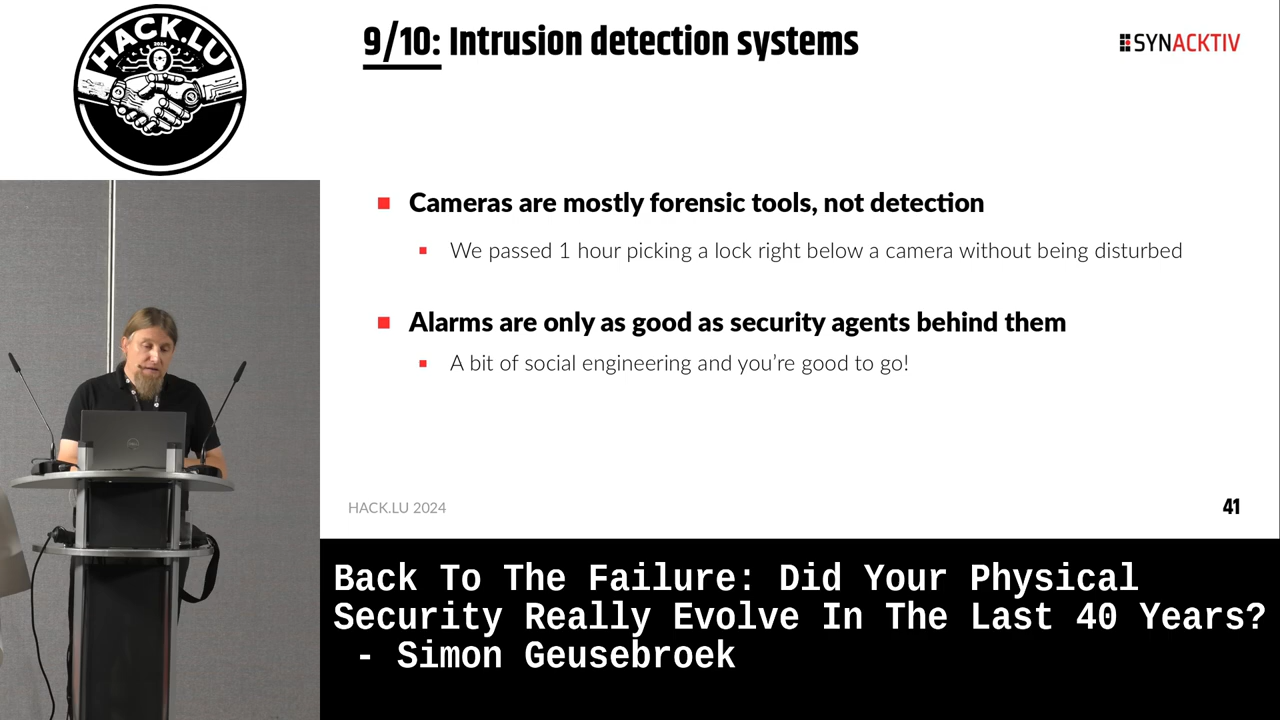 HACK.LU
2024
9/10: Intrusion detection systems
SYNACKTIV
Cameras are mostly forensic tools, not detection
We passed 1 hour picking a lock right below a camera without being disturbed
Alarms are only as good as security agents behind them
A bit of social engineering and you're good to go!
HACK.LU 2024
41
Back To The Failure: Did Your Physical
Security Really Evolve In The Last 40 Years?
- Simon Geusebroek